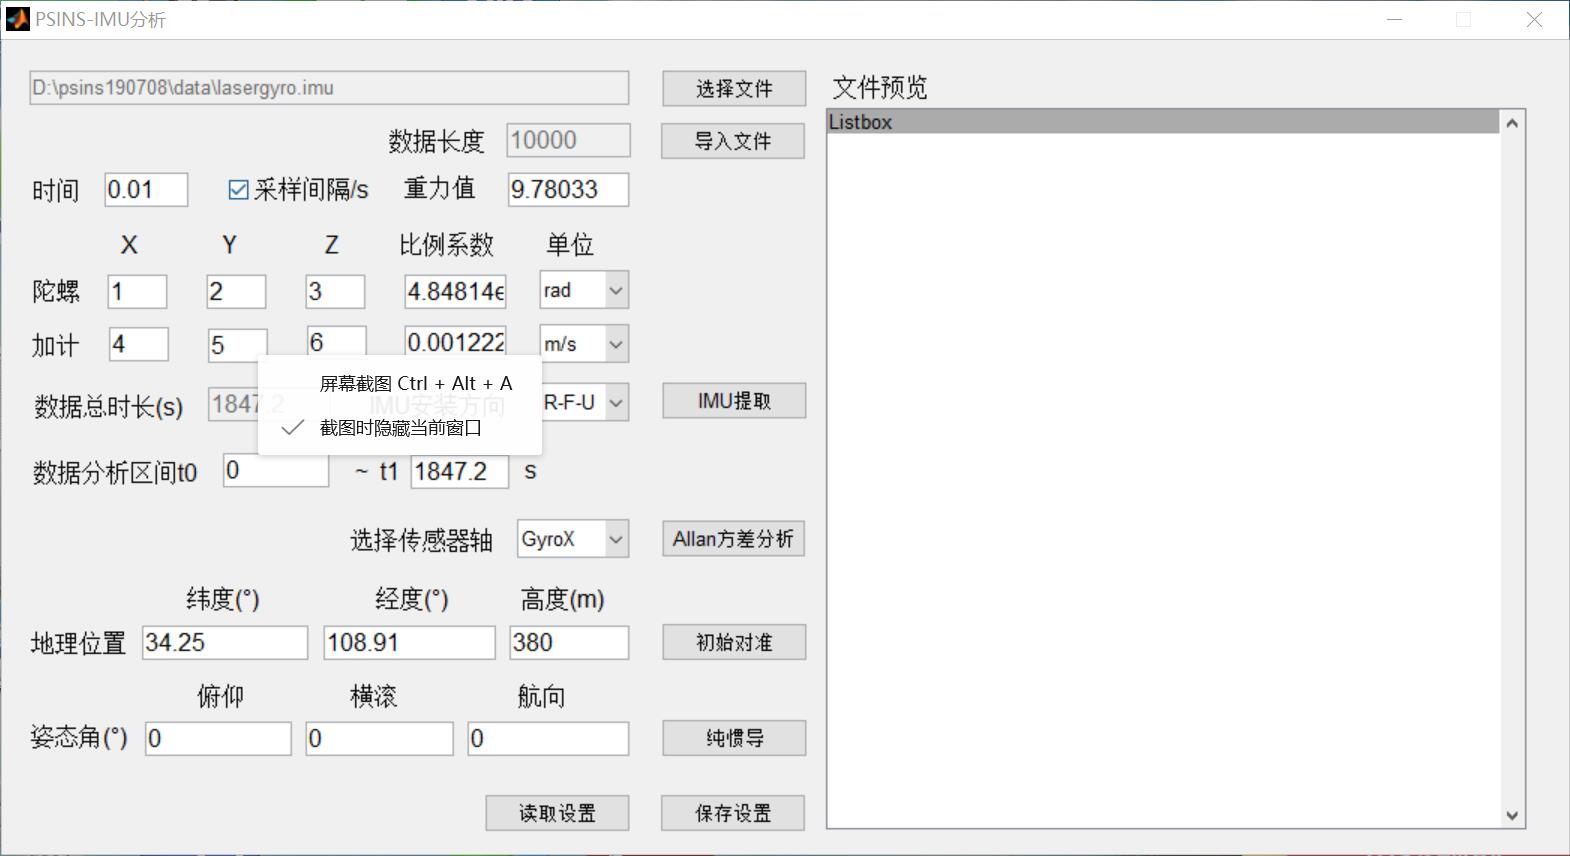 PSINS-IMU分析
D:\psins190708\data\lasergyro.imu
选择文件
文件预览
Listbox
数据长度 10000 导入文件
时间 0.01 采样间隔/s 重力值 9.78033
X Y Z 比例系数 单位
陀螺 1 2 3 4.84814e rad
加计 4 5 6 0.001222 m/s
屏幕截图 Ctrl + Alt + A
数据总时长(s) 1847.2 IMU安装方向 R-F-U IMU提取
截图时隐藏当前窗口
数据分析区间t0 0 ~ t1 1847.2 s
选择传感器轴 GyroX Allan方差分析
纬度(°) 经度(°) 高度(m)
地理位置 34.25 108.91 380 初始对准
俯仰 横滚 航向
姿态角(°) 0 0 0 纯惯导
读取设置 保存设置